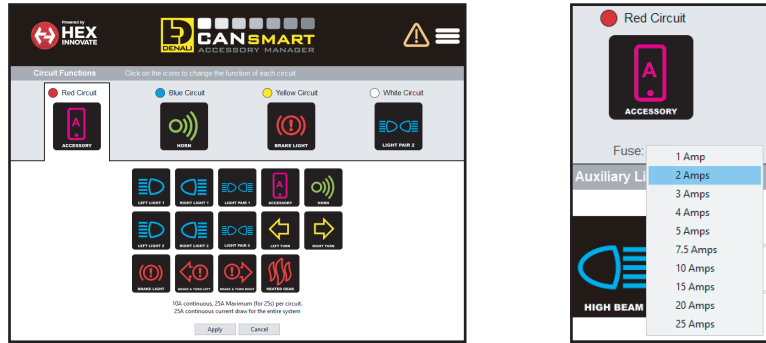 Powered by
HEX
INNOVATE
DENALI
CANSMART
ACCESSORY MANAGER
Circuit Functions
Click on the icons to change the function of each circuit
Red Circuit
Blue Circuit
Yellow Circuit
White Circuit
A
ACCESSORY
HORN
BRAKE LIGHT
LIGHT PAIR 2
LEFT LIGHT 1
RIGHT LIGHT 1
LIGHT PAIR 1
A
ACCESSORY
HORN
LEFT LIGHT 2
RIGHT LIGHT 2
LIGHT PAIR 2
LEFT TURN
RIGHT TURN
BRAKE LIGHT
BRAKE & TURN LEFT
BRAKE & TURN RIGHT
HEATED GEAR
10A continuous, 25A Maximum (for 25s) per circuit.
25A continuous current draw for the entire system
Apply
Cancel
Red Circuit
A
ACCESSORY
Fuse:
1 Amp
Auxiliary Li
2 Amps
3 Amps
4 Amps
5 Amps
7.5 Amps
10 Amps
15 Amps
HIGH BEAM
20 Amps
25 Amps